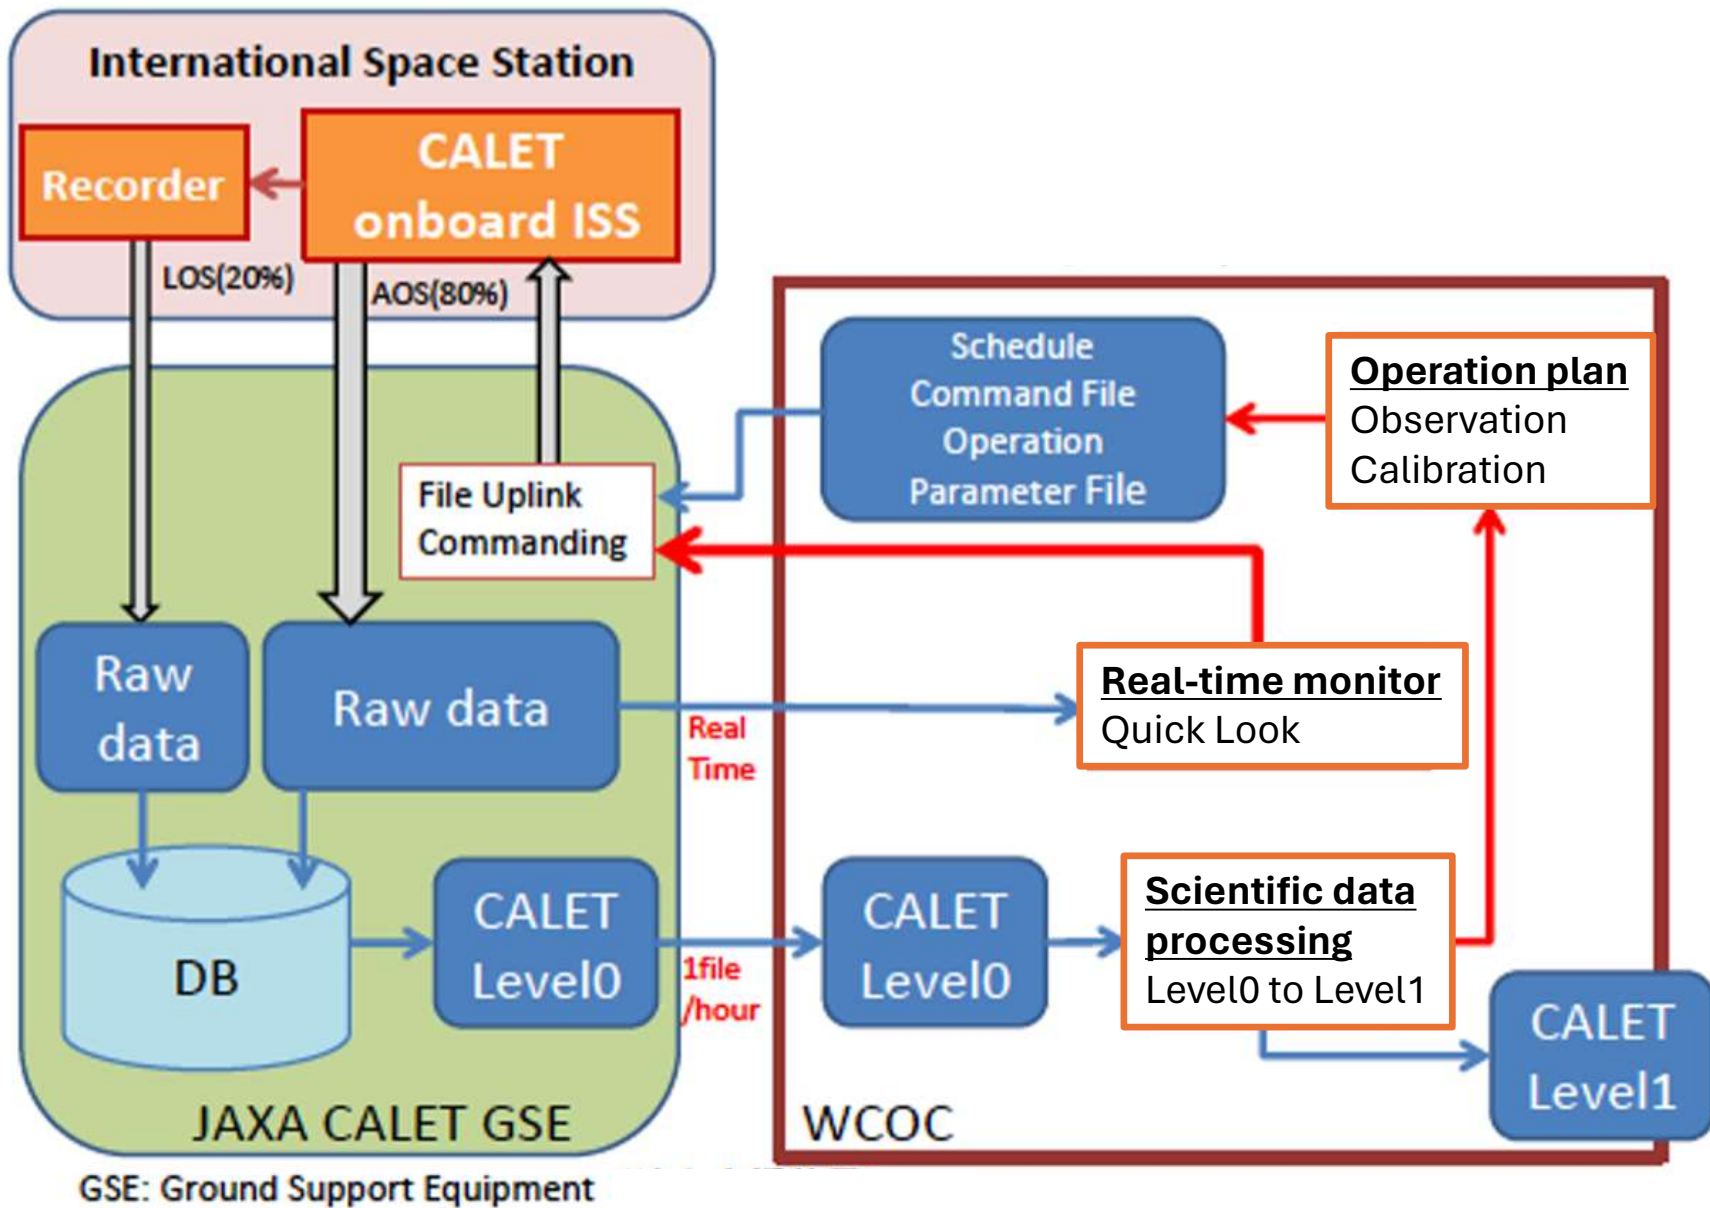 International Space Station
Recorder
CALET
onboard ISS
LOS(20%)
AOS(80%)
File Uplink
Commanding
Raw
data
Raw data
Real
Time
DB
CALET
Level0
1file
/hour
JAXA CALET GSE
GSE: Ground Support Equipment
Schedule
Command File
Operation
Parameter File
Operation plan
Observation
Calibration
Real-time monitor
Quick Look
CALET
Level0
Scientific data
processing
Level0 to Level1
CALET
Level1
WCOC